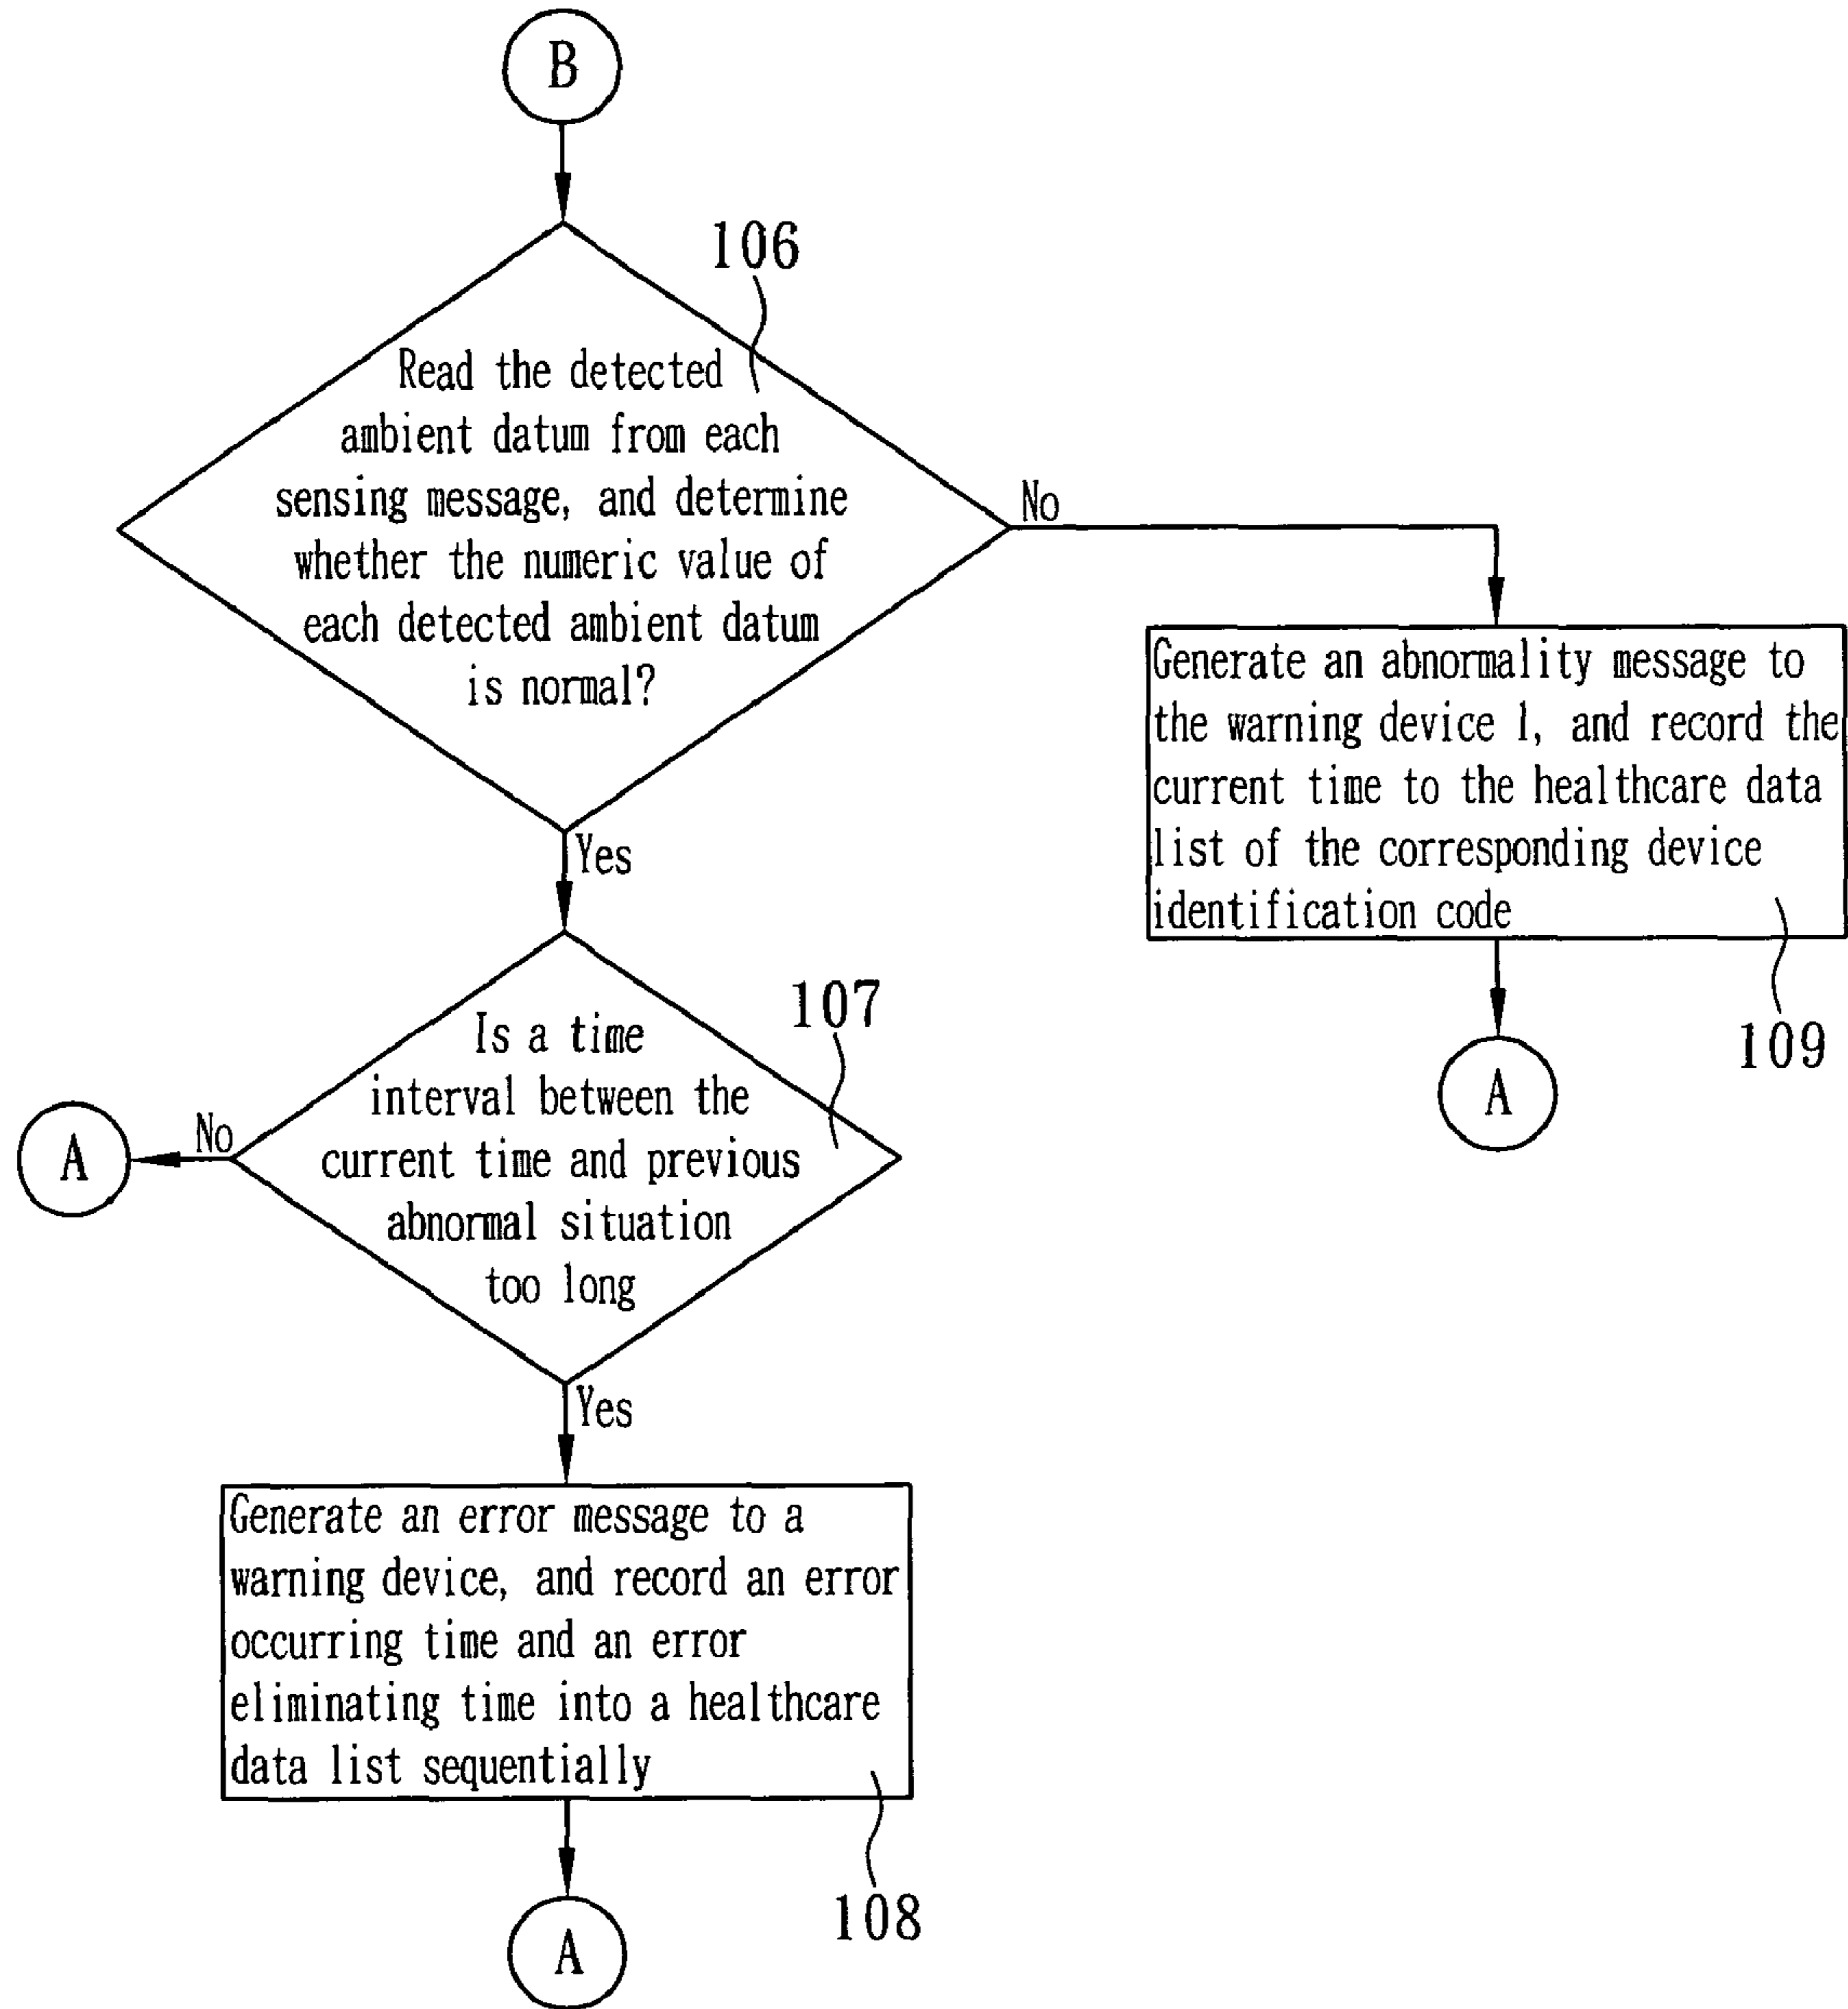 B
106
Read the detected
ambient datum from each
sensing message, and determine
whether the numeric value of
each detected ambient datum
is normal?
No
Yes
Generate an abnormality message to
the warning device 1, and record the
current time to the healthcare data
list of the corresponding device
identification code
109
A
107
Is a time
interval between the
current time and previous
abnormal situation
too long
No
A
Yes
Generate an error message to a
warning device, and record an error
occurring time and an error
eliminating time into a healthcare
data list sequentially
108
A